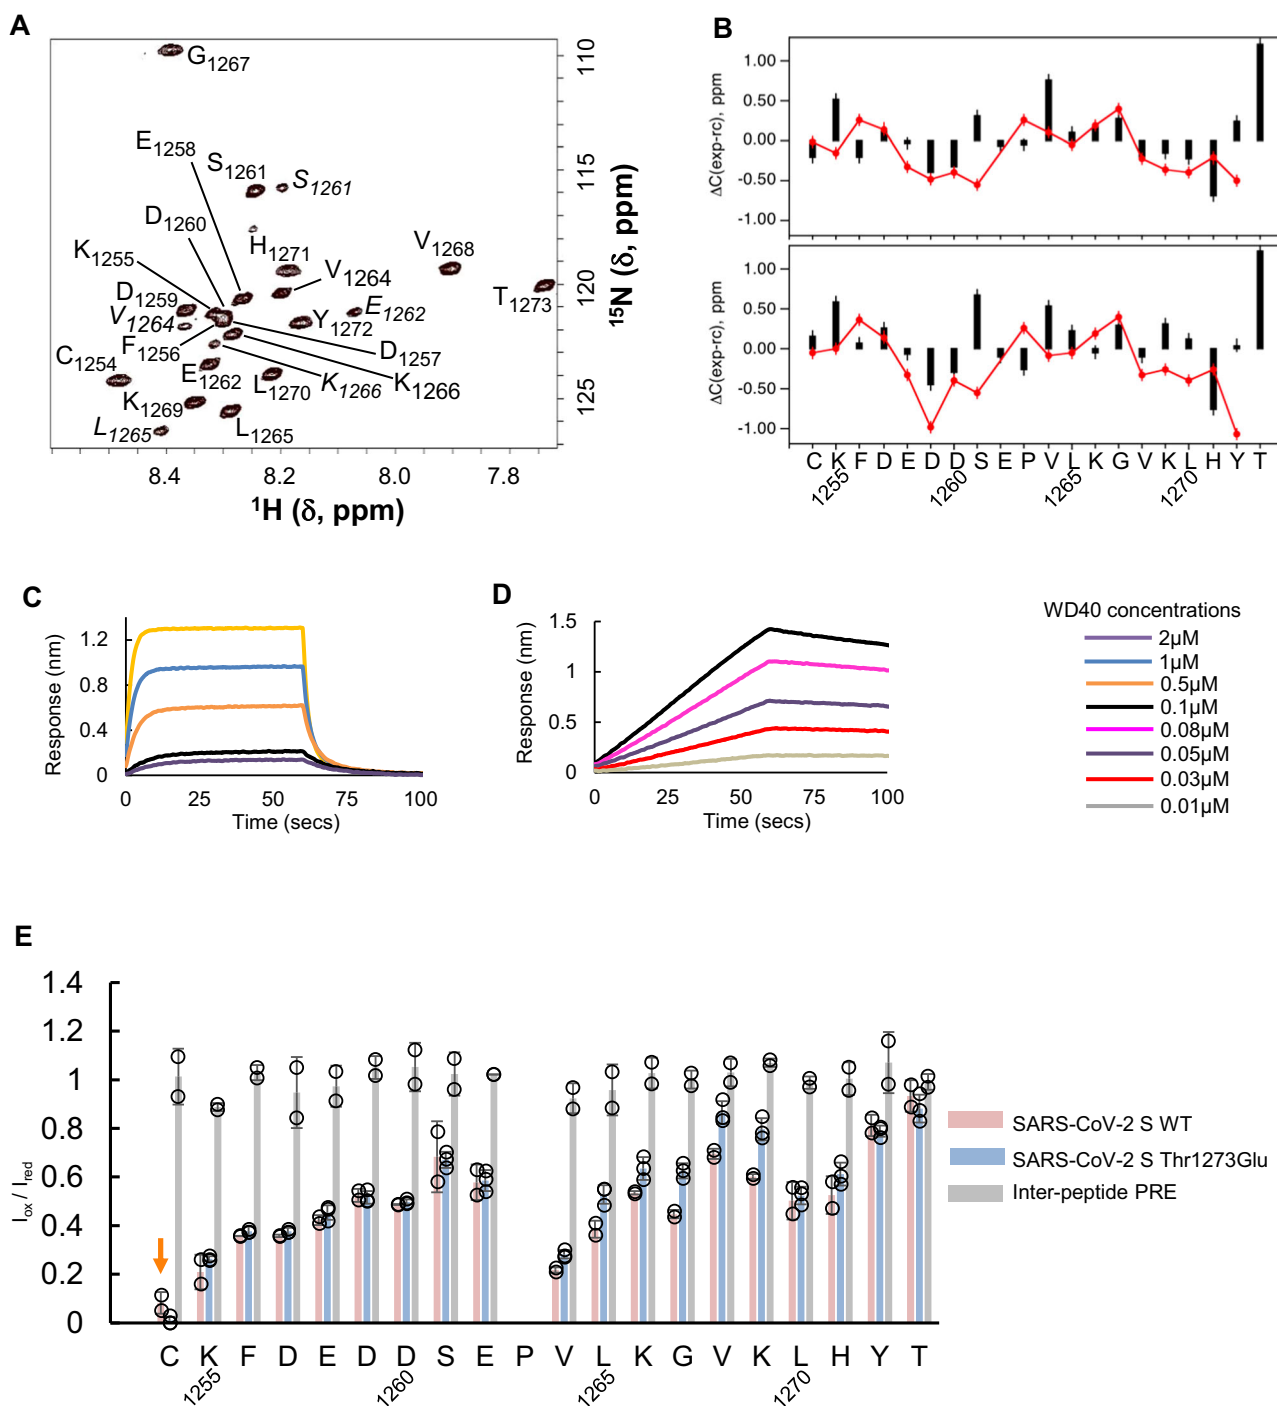 A
G1267
E1258
S1261
S1261
D1260
K1255
H1271
V1268
V1264
D1259
E1262
T1273
V1264
Y1272
F1256
D1257
C1254
E1262
K1266
K1266
K1269
L1270
L1265
L1265
110
115
120
125
15N (δ, ppm)
8.4 8.2 8.0 7.8
1H (δ, ppm)
B
ΔC(exp-rc), ppm
1.00
0.50
0.00
-0.50
-1.00
ΔC(exp-rc), ppm
1.00
0.50
0.00
-0.50
-1.00
C K F D E D D S E P V L K G V K L H Y T
1255 1260 1265 1270
C
Response (nm)
1.2
0.8
0.4
0
0 25 50 75 100
Time (secs)
D
Response (nm)
1.5
1
0.5
0
0 25 50 75 100
Time (secs)
WD40 concentrations
2µM
1µM
0.5µM
0.1µM
0.08µM
0.05µM
0.03µM
0.01µM
E
Iox / Ired
1.4
1.2
1
0.8
0.6
0.4
0.2
0
C K F D E D D S E P V L K G V K L H Y T
1255 1260 1265 1270
SARS-CoV-2 S WT
SARS-CoV-2 S Thr1273Glu
Inter-peptide PRE